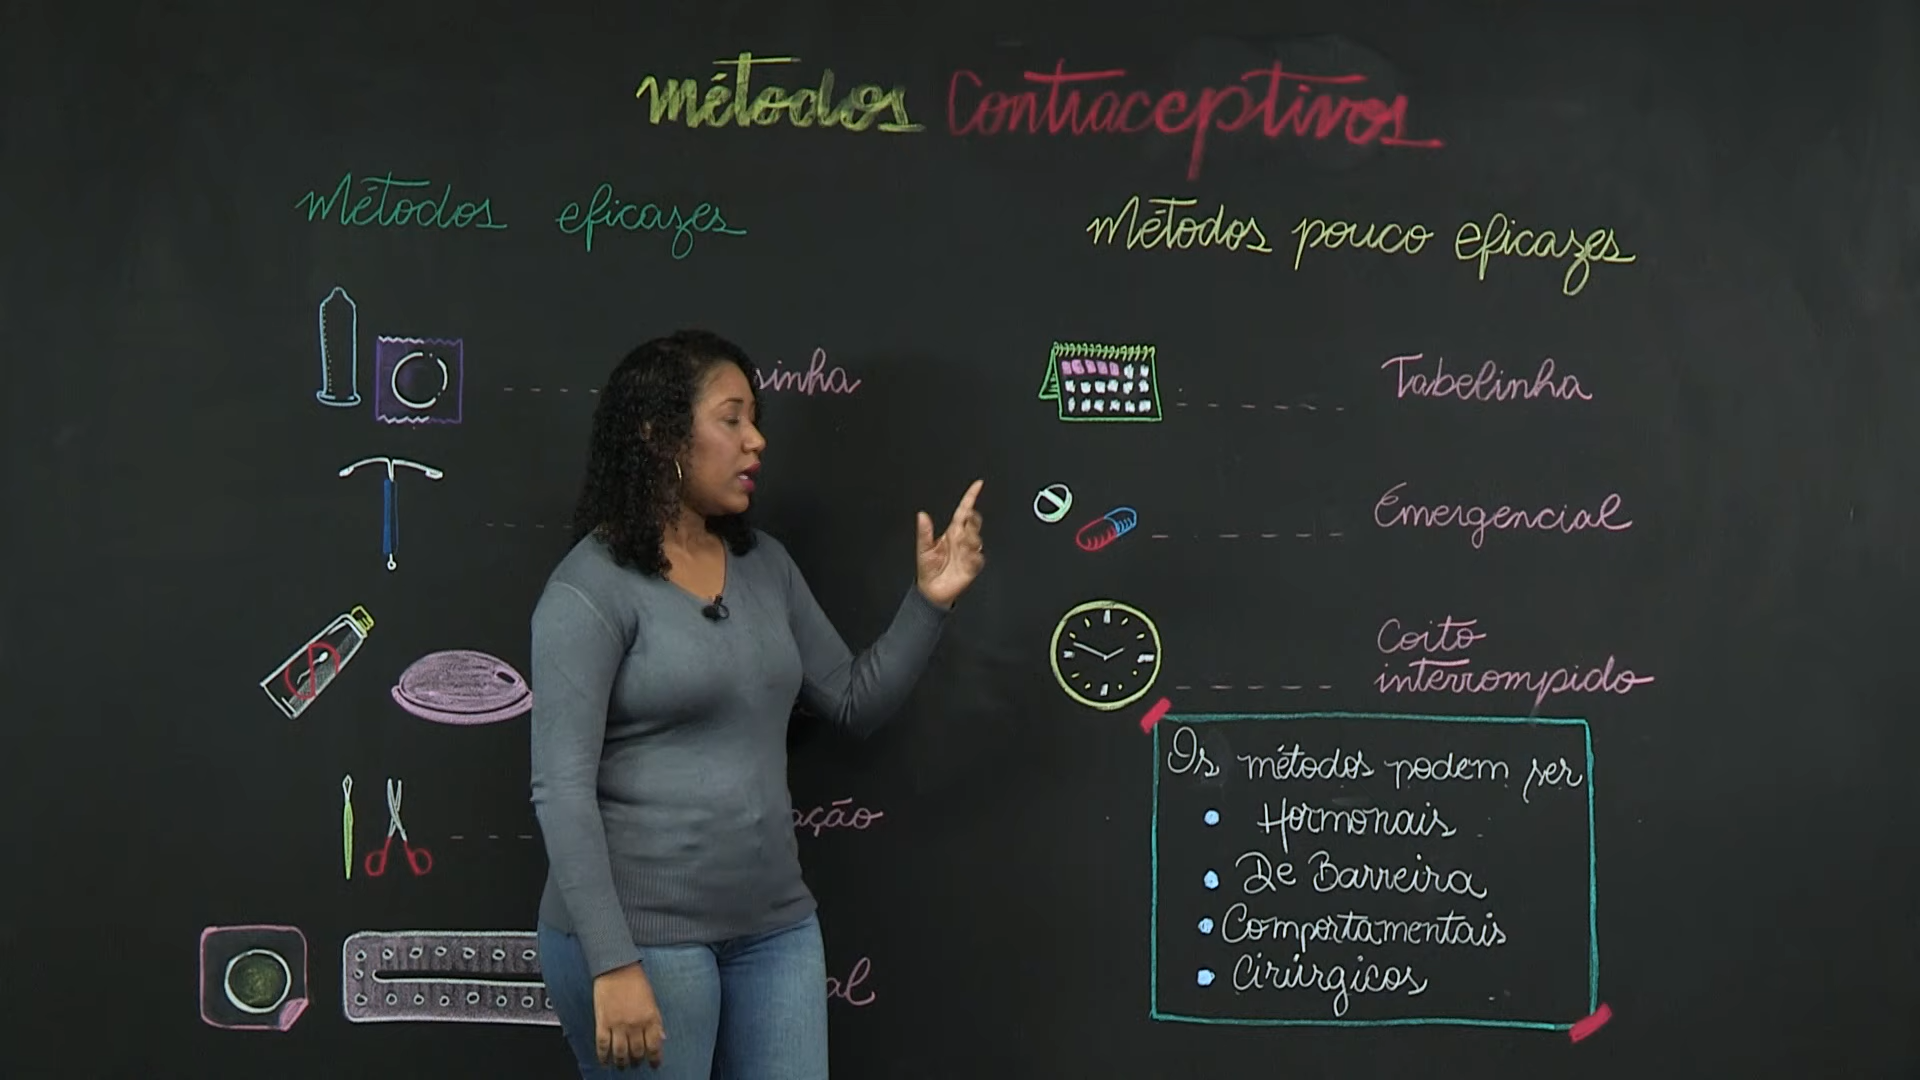 Métodos Contraceptivos
Métodos eficazes
Métodos pouco eficazes
sinha
Tabelinha
Emergencial
Coito
interrompido
ação
al
Os métodos podem ser
• Hormonais
• De Barreira
• Comportamentais
• Cirúrgicos